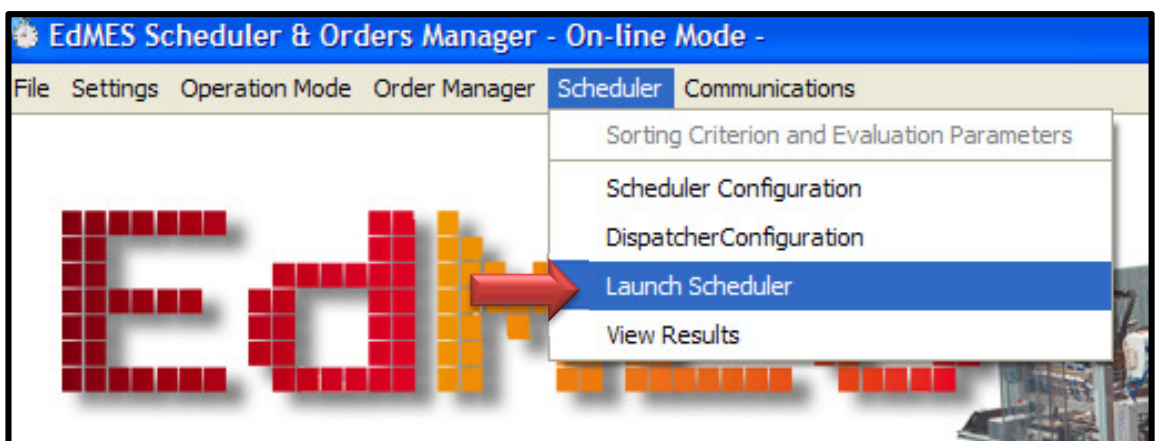 EdMES Scheduler & Orders Manager - On-line Mode -
File Settings Operation Mode Order Manager Scheduler Communications
Sorting Criterion and Evaluation Parameters
Scheduler Configuration
DispatcherConfiguration
Launch Scheduler
View Results
EdMES